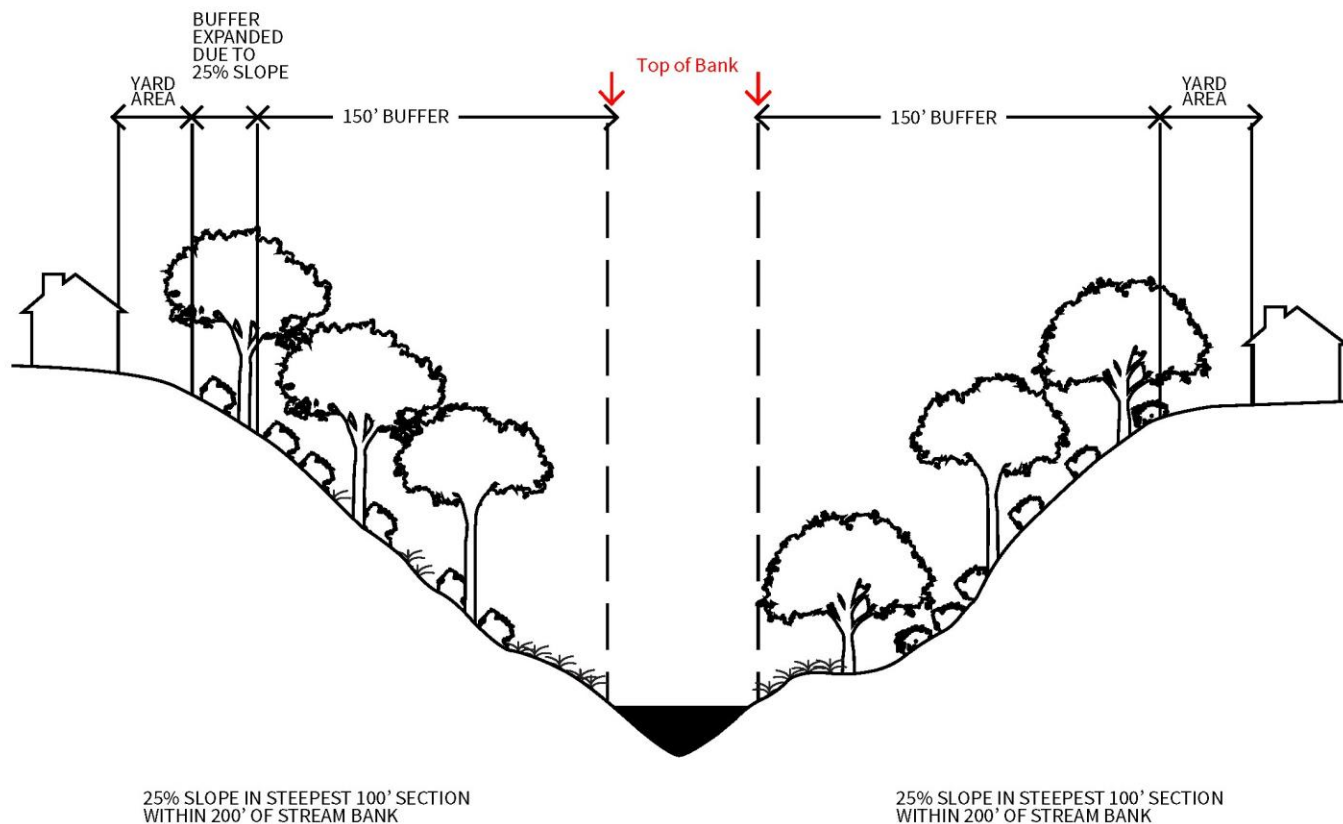 BUFFER
EXPANDED
DUE TO
25% SLOPE
YARD
AREA
150’ BUFFER
Top of Bank
150’ BUFFER
YARD
AREA
25% SLOPE IN STEEPEST 100’ SECTION
WITHIN 200’ OF STREAM BANK
25% SLOPE IN STEEPEST 100’ SECTION
WITHIN 200’ OF STREAM BANK